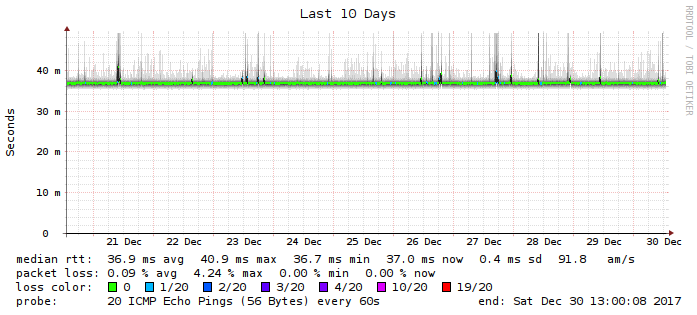 Last 10 Days
RRDTOOL / TOBI OETIKER
Seconds
40 m
30 m
20 m
10 m
0
21 Dec 22 Dec 23 Dec 24 Dec 25 Dec 26 Dec 27 Dec 28 Dec 29 Dec 30 Dec
median rtt: 36.9 ms avg 40.9 ms max 36.7 ms min 37.0 ms now 0.4 ms sd 91.8 am/s
packet loss: 0.09 % avg 4.24 % max 0.00 % min 0.00 % now
loss color: 0 1/20 2/20 3/20 4/20 10/20 19/20
probe: 20 ICMP Echo Pings (56 Bytes) every 60s end: Sat Dec 30 13:00:08 2017